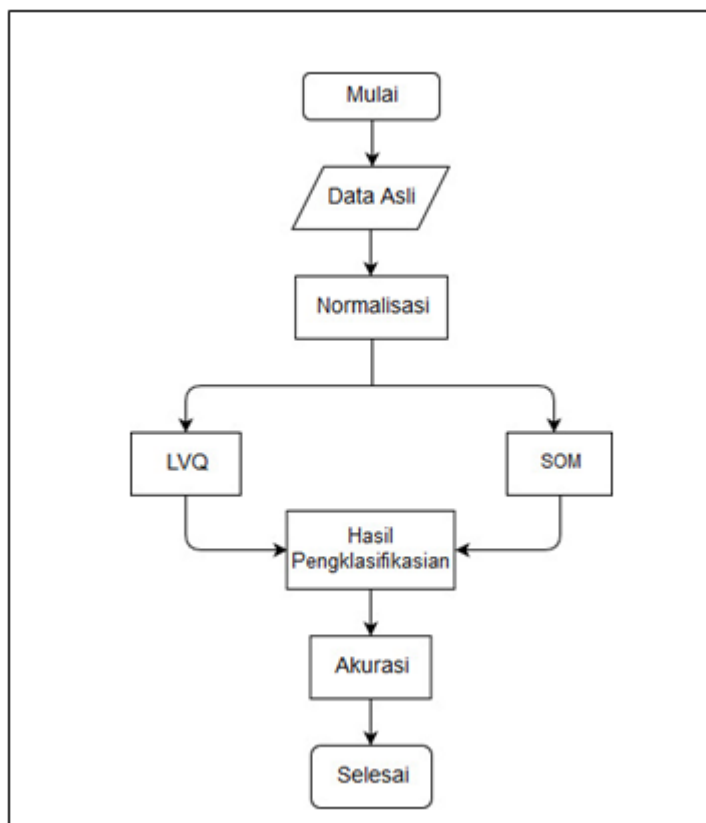 Mulai
Data Asli
Normalisasi
LVQ
SOM
Hasil
Pengklasifikasian
Akurasi
Selesai